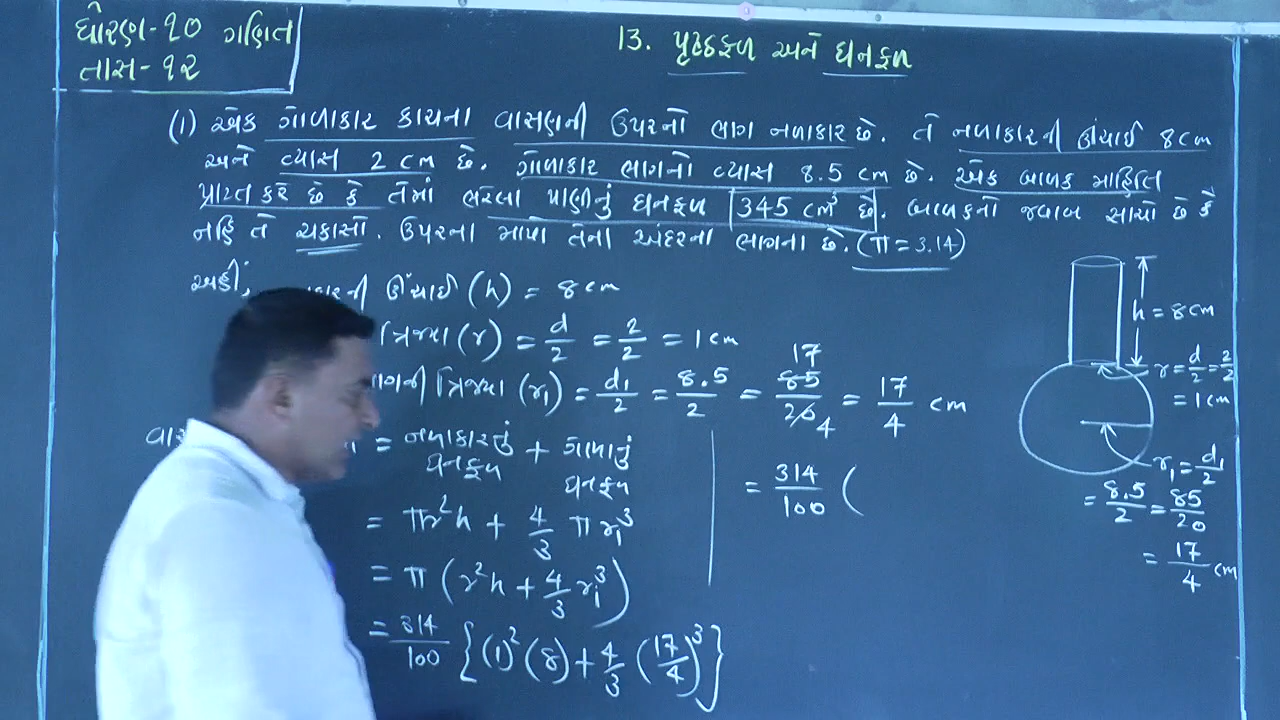 ધોરણ-૧૦ ગણિત
તાસ-૧૨
13. પૃષ્ઠફળ અને ઘનફળ
(1) એક ગોળાકાર કાચના વાસણની ઉપરનો ભાગ નળાકાર છે. તે નળાકારની ઊંચાઈ 8cm
અને વ્યાસ 2 cm છે. ગોળાકાર ભાગનો વ્યાસ 8.5 cm છે. એક બાળક માહિતિ
પ્રાપ્ત કરે છે કે તેમાં ભરેલા પાણીનું ઘનફળ 345 cm³ છે. બાળકનો જવાબ સાચો છે કે
નહિ તે ચકાસો. ઉપરના માપો તેના અંદરના ભાગના છે. (π = 3.14)
અહીં, ઊંચાઈ (h) = 8 cm
ત્રિજ્યા (r) = d/2 = 2/2 = 1 cm
ત્રિજ્યા (r₁) = d₁/2 = 8.5/2 = 85/20 = 17/4 cm
17
4
= નળાકારનું ઘનફળ + ગોળાનું ઘનફળ
= πr²h + 4/3 πr₁³
= π (r²h + 4/3 r₁³)
= 314/100 {(1)² (8) + 4/3 (17/4)³}
= 314/100 (
h = 8cm
r = d/2 = 2/2
= 1cm
r₁ = d₁/2
= 8.5/2 = 85/20
= 17/4 cm